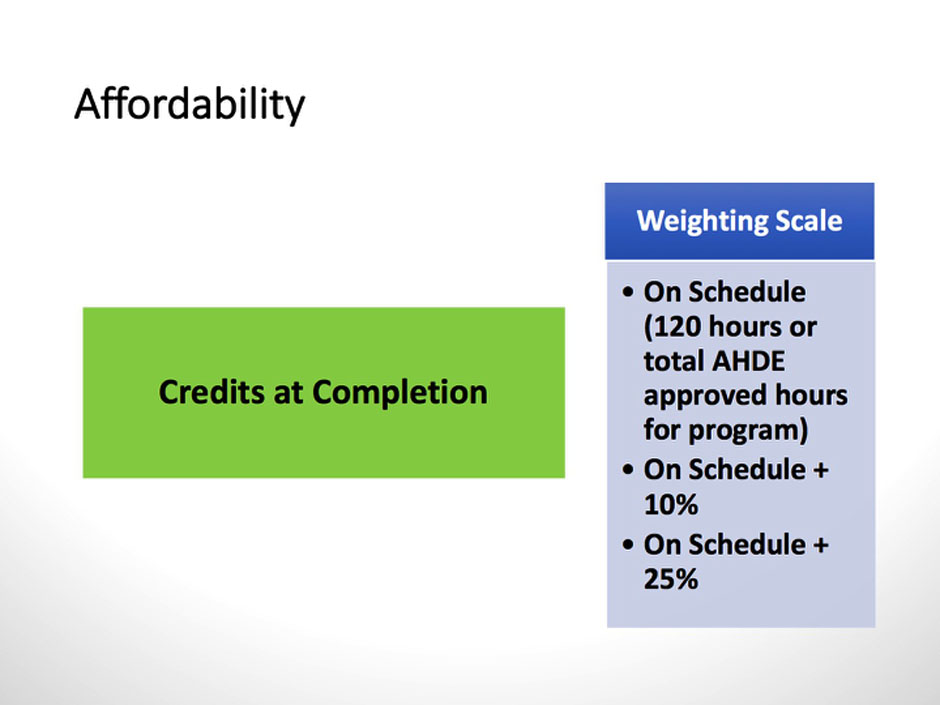 Affordability
Credits at Completion
Weighting Scale
• On Schedule
(120 hours or
total AHDE
approved hours
for program)
• On Schedule +
10%
• On Schedule +
25%